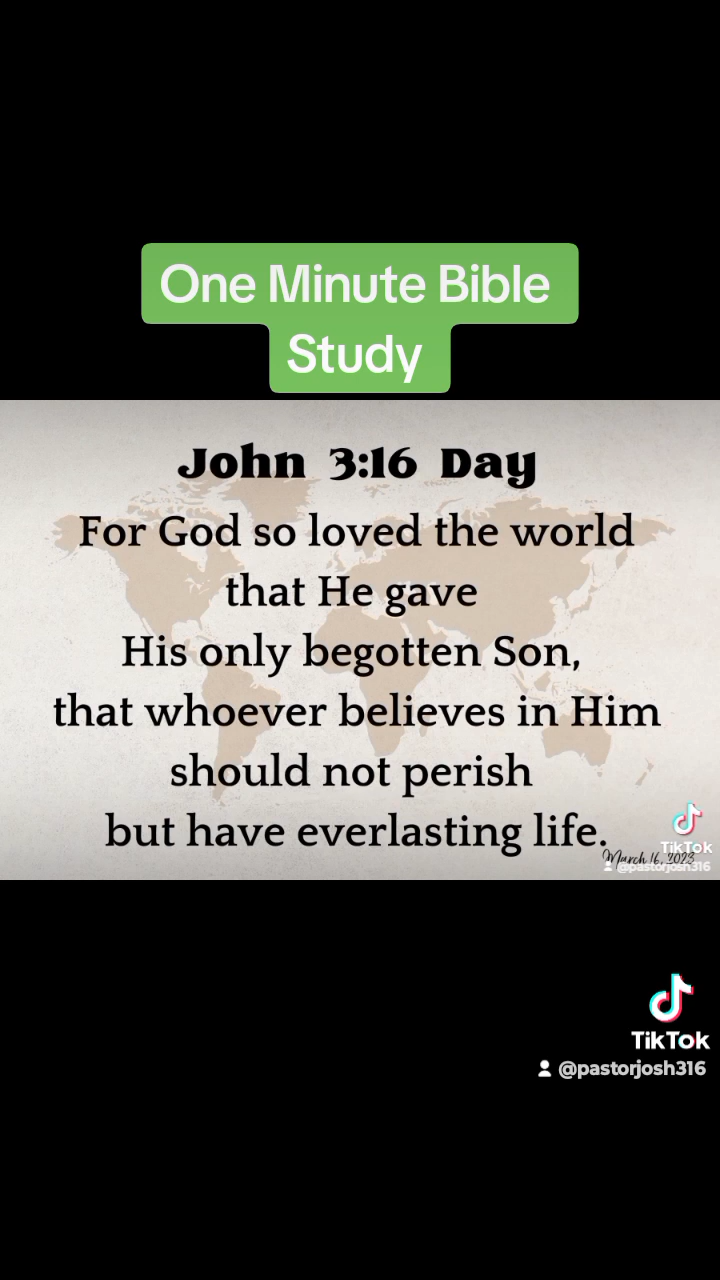 One Minute Bible
Study
John 3:16 Day
For God so loved the world
that He gave
His only begotten Son,
that whoever believes in Him
should not perish
but have everlasting life.
March 16, 2023
TikTok
@pastorjosh316
TikTok
@pastorjosh316